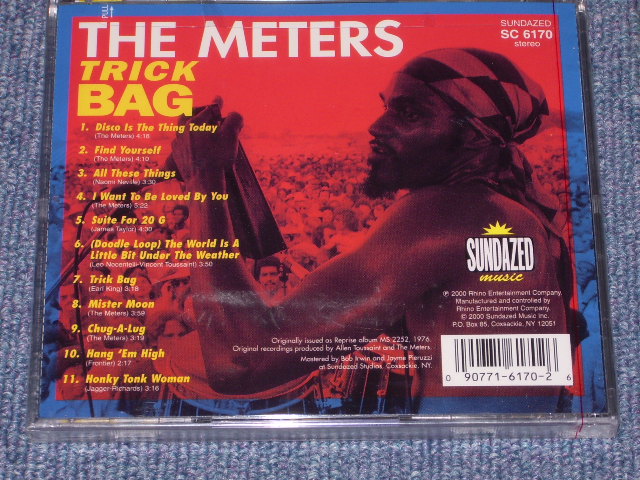 PULL
THE METERS
SUNDAZED
SC 6170
stereo
TRICK
BAG
1. Disco Is The Thing Today
(The Meters) 4:16
2. Find Yourself
(The Meters) 4:10
3. All These Things
(Naomi Neville) 3:30
4. I Want To Be Loved By You
(The Meters) 5:22
5. Suite For 20 G
(James Taylor) 4:30
6. (Doodle Loop) The World Is A
Little Bit Under The Weather
(Leo Nocentelli-Vincent Toussaint) 3:50
7. Trick Bag
(Earl King) 3:18
8. Mister Moon
(The Meters) 3:59
9. Chug-A-Lug
(The Meters) 3:19
10. Hang 'Em High
(Frontier) 2:17
11. Honky Tonk Woman
(Jagger-Richards) 3:16
SUNDAZED
music
℗ 2000 Rhino Entertainment Company.
Manufactured and controlled by
Rhino Entertainment Company.
© 2000 Sundazed Music Inc.
P.O. Box 85, Coxsackie, NY 12051
Originally issued as Reprise album MS 2252, 1976.
Original recordings produced by Allen Toussaint and The Meters.
Mastered by Bob Irwin and Jayme Pieruzzi
at Sundazed Studios, Coxsackie, NY.
0 90771-6170-2 6